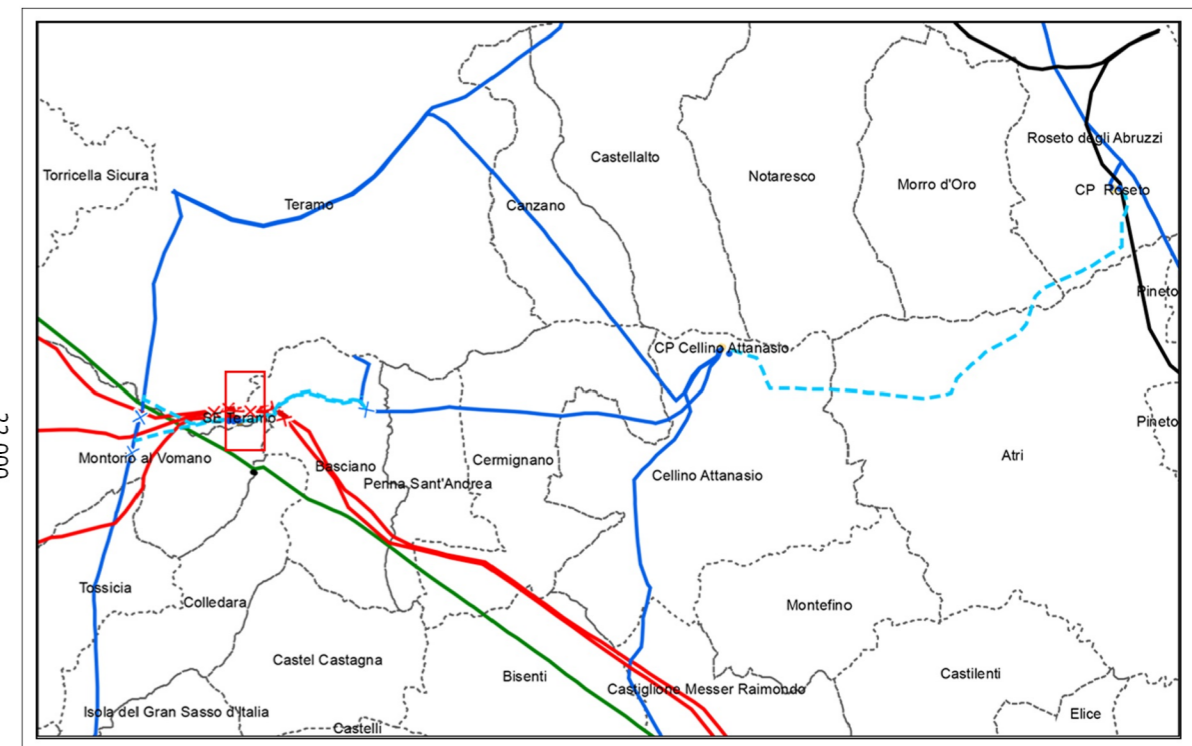 Castellalto
Roseto degli Abruzzi
Torricella Sicura
Notaresco
Morro d'Oro
CP Roseto
Teramo
Canzano
Pineto
CP Cellino Attanasio
SE Teramo
Pineto
Montorio al Vomano
Basciano
Cermignano
Atri
Penna Sant'Andrea
Cellino Attanasio
Tossicia
Colledara
Montefino
Castel Castagna
Bisenti
Castilenti
Castiglione Messer Raimondo
Isola del Gran Sasso d'Italia
Elice
Castelli